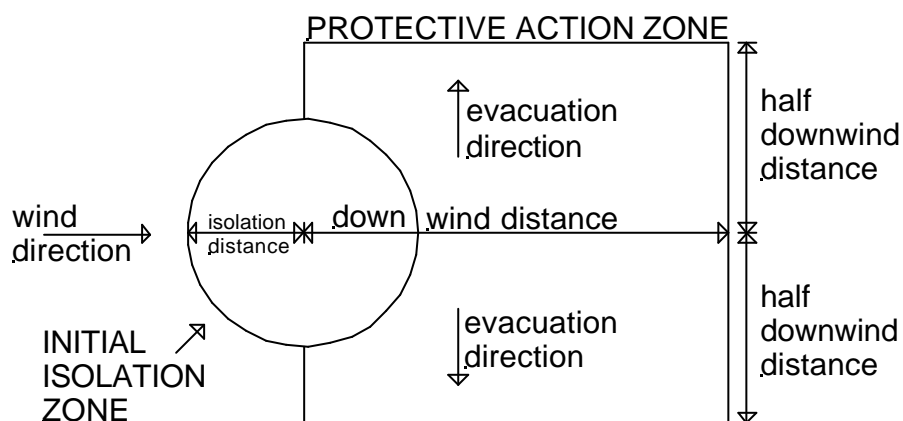 PROTECTIVE ACTION ZONE
evacuation
direction
half
downwind
distance
wind
direction
isolation
distance
down wind distance
evacuation
direction
half
downwind
distance
INITIAL
ISOLATION
ZONE